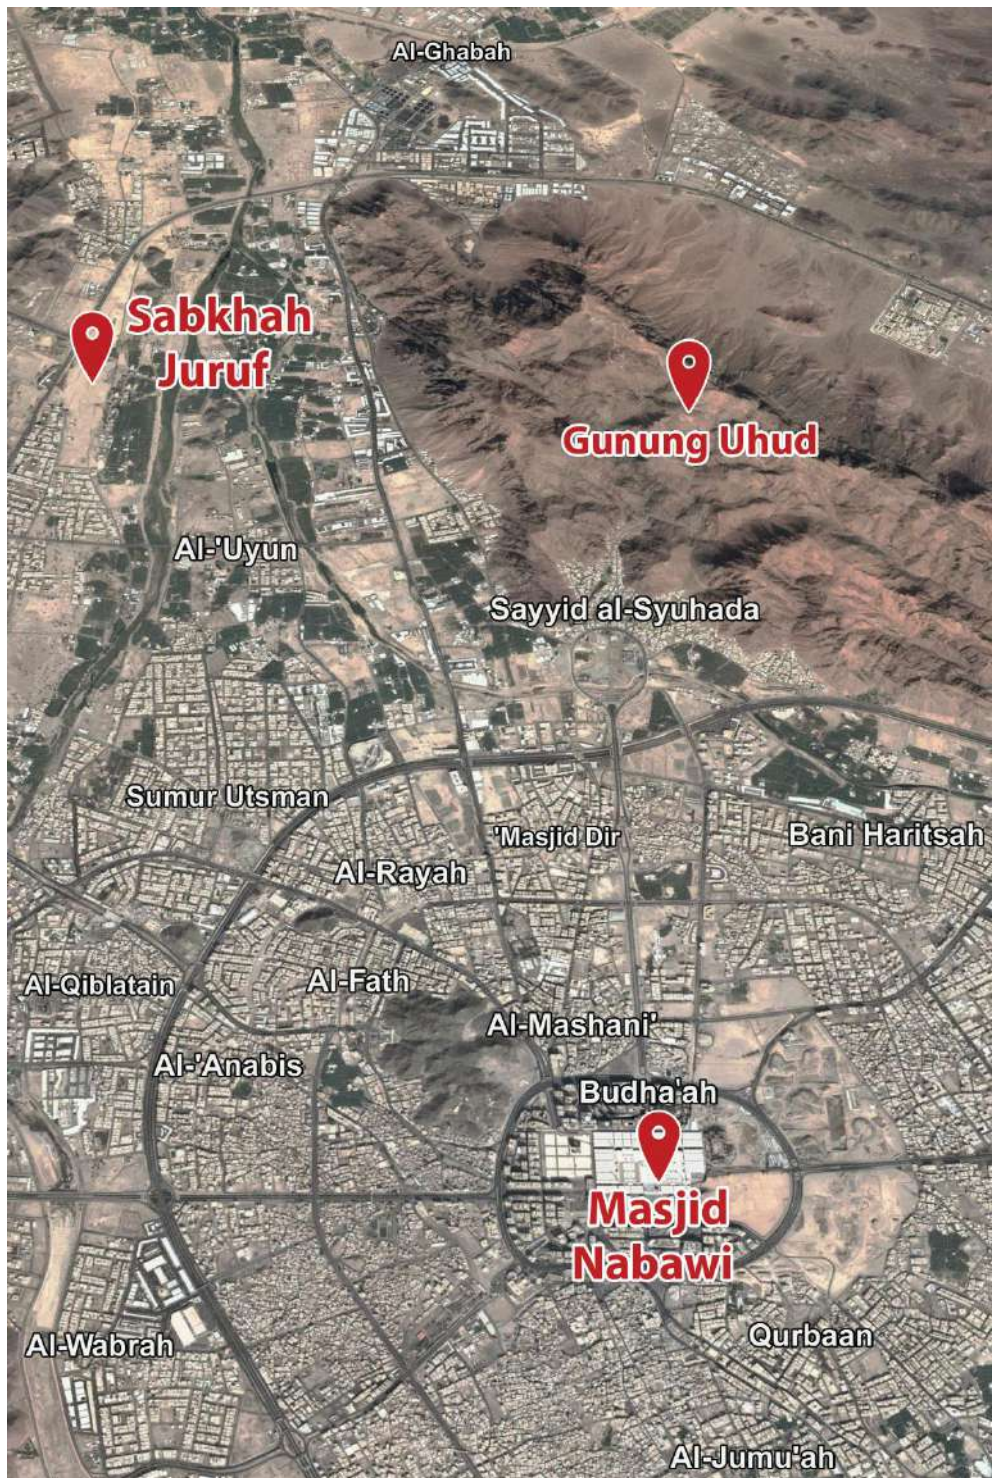 Al-Ghabah
Sabkhah
Juruf
Gunung Uhud
Al-'Uyun
Sayyid al-Syuhada
Sumur Utsman
'Masjid Dir
Bani Haritsah
Al-Rayah
Al-Qiblatain
Al-Fath
Al-Mashani'
Al-'Anabis
Budha'ah
Masjid
Nabawi
Al-Wabrah
Qurbaan
Al-Jumu'ah